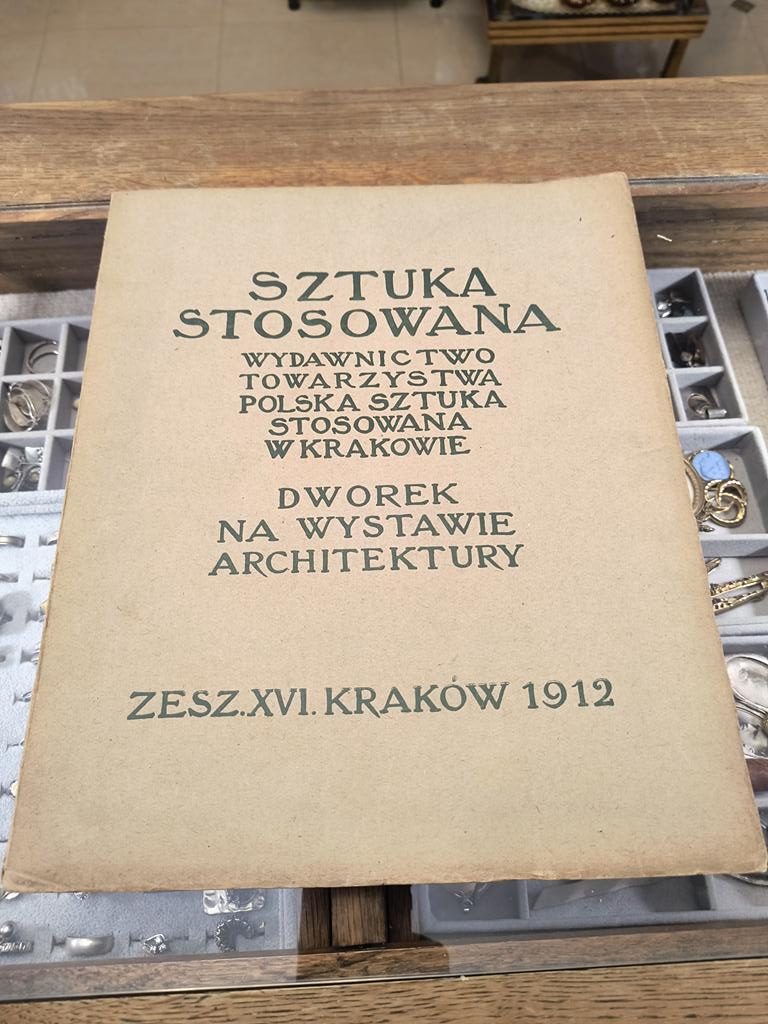 SZTUKA
STOSOWANA
WYDAWNICTWO
TOWARZYSTWA
POLSKA SZTUKA
STOSOWANA
W KRAKOWIE
DWOREK
NA WYSTAWIE
ARCHITEKTURY
ZESZ. XVI. KRAKÓW 1912